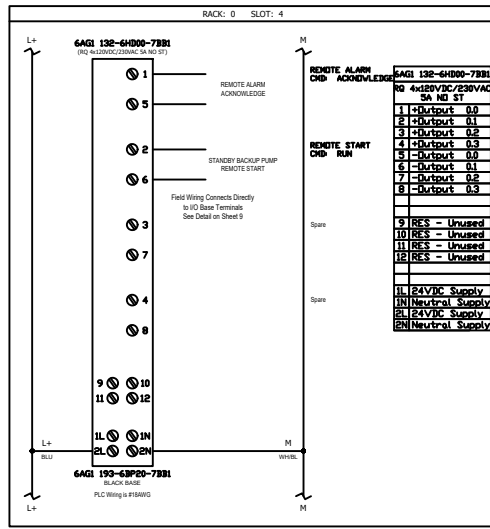 RACK: 0 SLOT: 4
L+
M
6AG1 132-6HD00-7BB1
(RQ 4x120VDC/230VAC 5A NO ST)
1
5
REMOTE ALARM
ACKNOWLEDGE
REMOTE ALARM
CMD: ACKNOWLEDGE
2
6
STANDBY BACKUP PUMP
REMOTE START
REMOTE START
CMD: RUN
Field Wiring Connects Directly
to I/O Base Terminals
See Detail on Sheet 9
3
7
Spare
4
8
Spare
9 10
11 12
1L 1N
2L 2N
L+
BLU
M
WH/BL
6AG1 193-6BP20-7BB1
BLACK BASE
PLC Wiring is #18AWG
L+
M
6AG1 132-6HD00-7BB1
RQ 4x120VDC/230VAC
5A NO ST
1 +Output 0.0
2 +Output 0.1
3 +Output 0.2
4 +Output 0.3
5 -Output 0.0
6 -Output 0.1
7 -Output 0.2
8 -Output 0.3
9 RES - Unused
10 RES - Unused
11 RES - Unused
12 RES - Unused
1L 24VDC Supply
1N Neutral Supply
2L 24VDC Supply
2N Neutral Supply